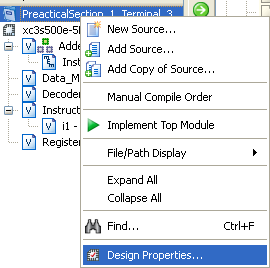 PreacticalSection_1_Terminal_3
xc3s500e-5
Adde
Inst
Data_M
Decoder
Instruct
i1 -
Register
New Source...
Add Source...
Add Copy of Source...
Manual Compile Order
Implement Top Module
File/Path Display
Expand All
Collapse All
Find... Ctrl+F
Design Properties...